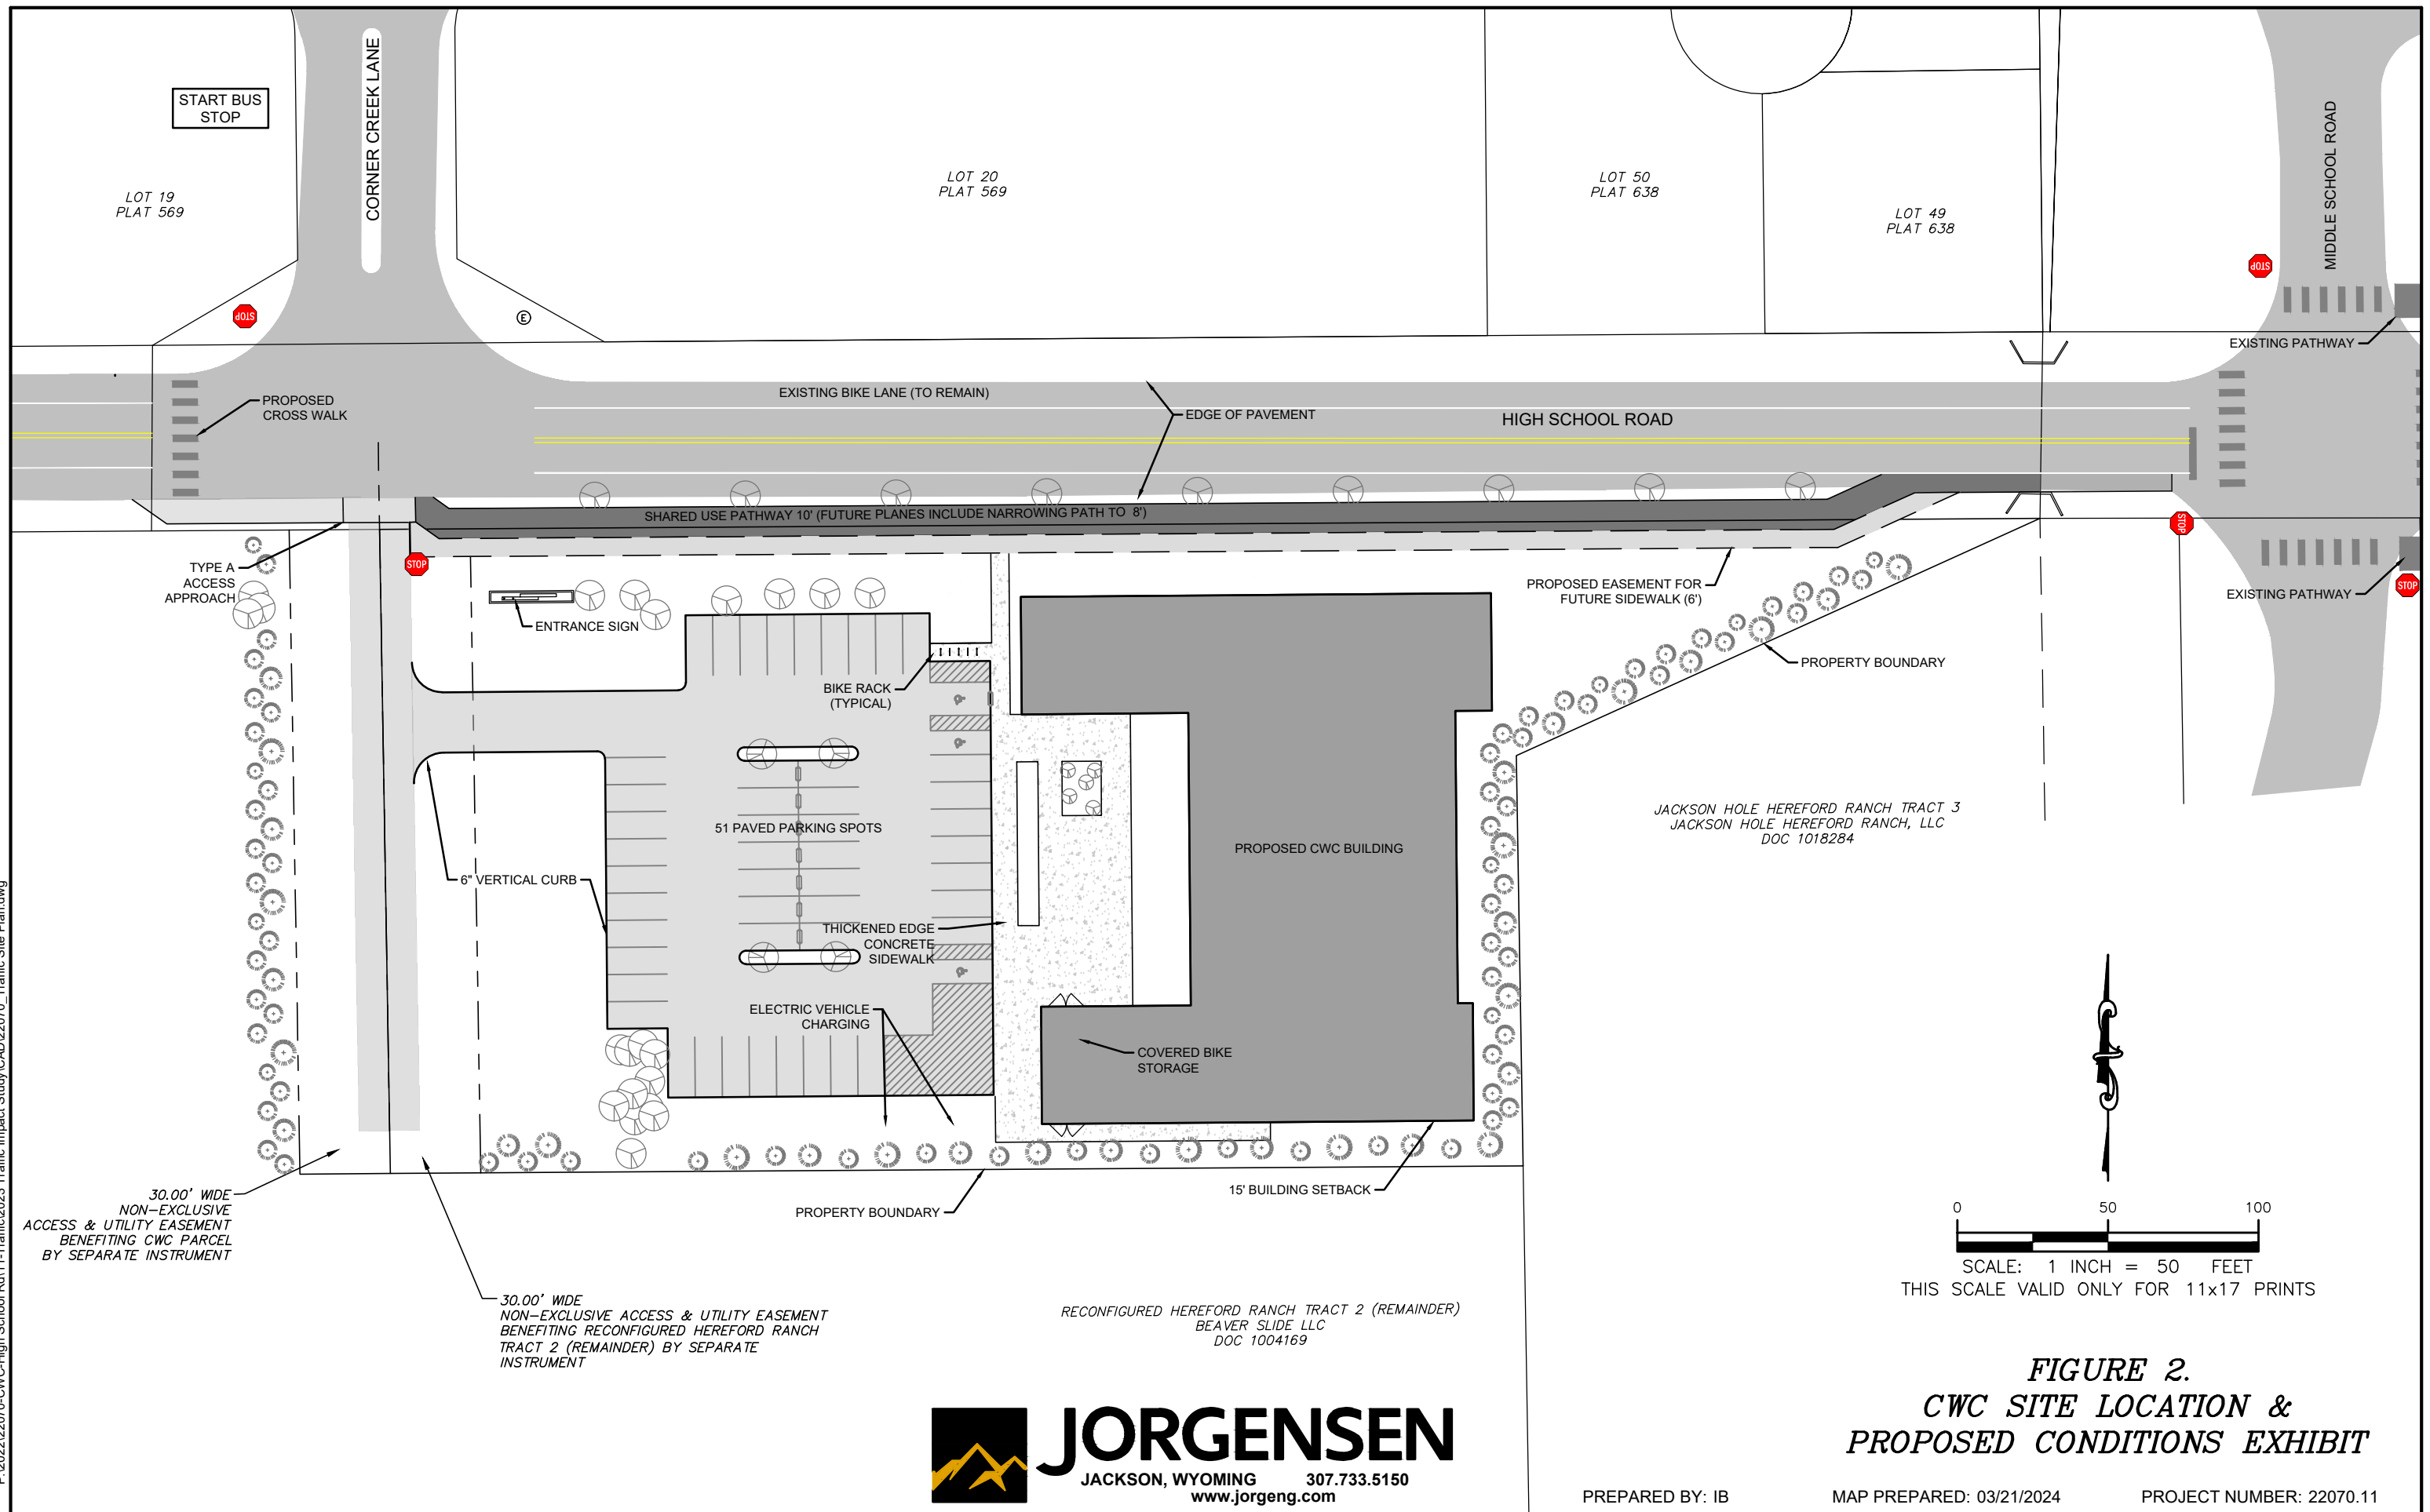 CORNER CREEK LANE
START BUS
STOP
LOT 19
PLAT 569
LOT 20
PLAT 569
LOT 50
PLAT 638
LOT 49
PLAT 638
MIDDLE SCHOOL ROAD
STOP
STOP
E
EXISTING PATHWAY
PROPOSED
CROSS WALK
EXISTING BIKE LANE (TO REMAIN)
EDGE OF PAVEMENT
HIGH SCHOOL ROAD
SHARED USE PATHWAY 10' (FUTURE PLANES INCLUDE NARROWING PATH TO 8')
STOP
TYPE A
ACCESS
APPROACH
STOP
ENTRANCE SIGN
PROPOSED EASEMENT FOR
FUTURE SIDEWALK (6')
STOP
EXISTING PATHWAY
PROPERTY BOUNDARY
BIKE RACK
(TYPICAL)
51 PAVED PARKING SPOTS
PROPOSED CWC BUILDING
JACKSON HOLE HEREFORD RANCH TRACT 3
JACKSON HOLE HEREFORD RANCH, LLC
DOC 1018284
6" VERTICAL CURB
THICKENED EDGE
CONCRETE
SIDEWALK
ELECTRIC VEHICLE
CHARGING
COVERED BIKE
STORAGE
30.00' WIDE
NON-EXCLUSIVE
ACCESS & UTILITY EASEMENT
BENEFITING CWC PARCEL
BY SEPARATE INSTRUMENT
PROPERTY BOUNDARY
15' BUILDING SETBACK
30.00' WIDE
NON-EXCLUSIVE ACCESS & UTILITY EASEMENT
BENEFITING RECONFIGURED HEREFORD RANCH
TRACT 2 (REMAINDER) BY SEPARATE
INSTRUMENT
RECONFIGURED HEREFORD RANCH TRACT 2 (REMAINDER)
BEAVER SLIDE LLC
DOC 1004169
0 50 100
SCALE: 1 INCH = 50 FEET
THIS SCALE VALID ONLY FOR 11x17 PRINTS
FIGURE 2.
CWC SITE LOCATION &
PROPOSED CONDITIONS EXHIBIT
JORGENSEN
JACKSON, WYOMING 307.733.5150
www.jorgeng.com
PREPARED BY: IB MAP PREPARED: 03/21/2024 PROJECT NUMBER: 22070.11